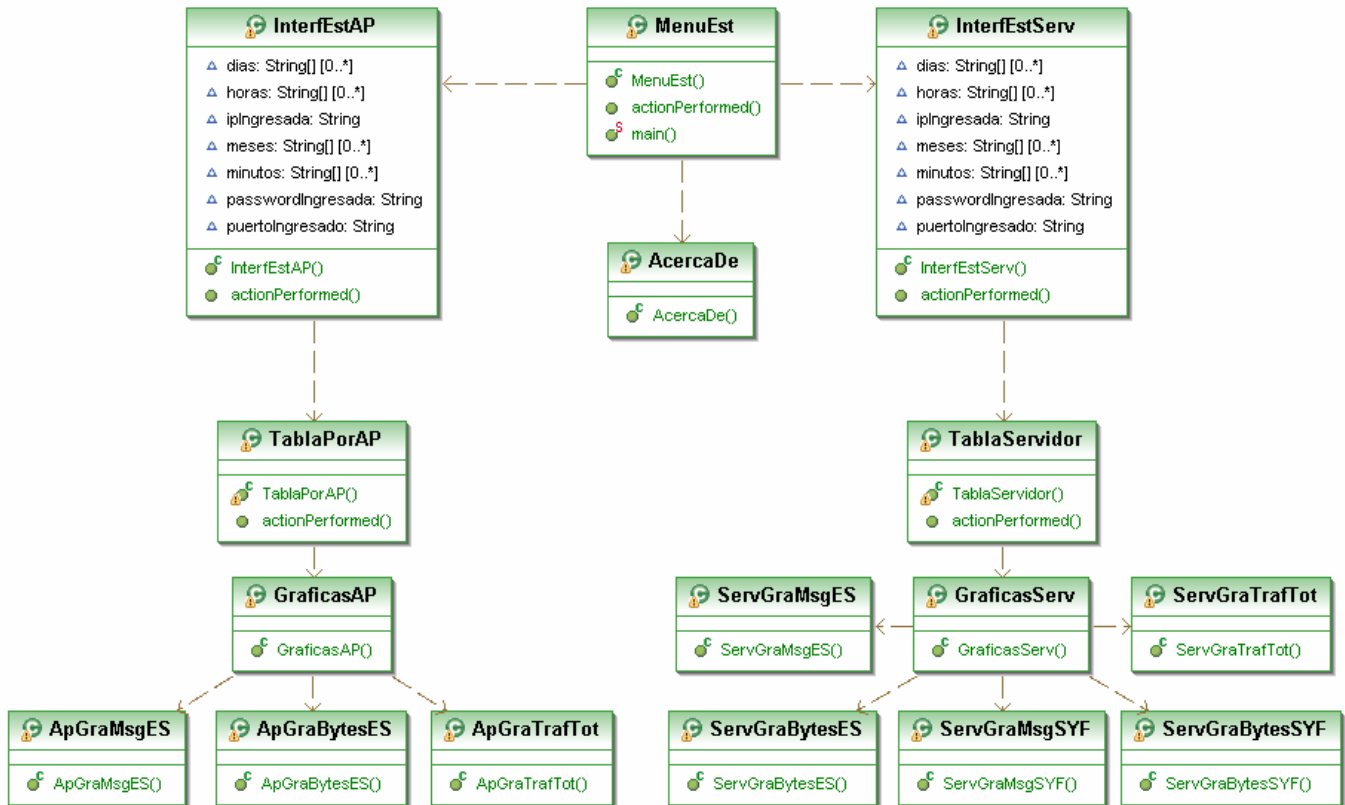 InterfEstAP
dias: String[] [0..*]
horas: String[] [0..*]
ipIngresada: String
meses: String[] [0..*]
minutos: String[] [0..*]
passwordIngresada: String
puertoIngresado: String
InterfEstAP()
actionPerformed()
MenuEst
MenuEst()
actionPerformed()
main()
InterfEstServ
dias: String[] [0..*]
horas: String[] [0..*]
ipIngresada: String
meses: String[] [0..*]
minutos: String[] [0..*]
passwordIngresada: String
puertoIngresado: String
InterfEstServ()
actionPerformed()
AcercaDe
AcercaDe()
TablaPorAP
TablaPorAP()
actionPerformed()
TablaServidor
TablaServidor()
actionPerformed()
GraficasAP
GraficasAP()
ServGraMsgES
ServGraMsgES()
GraficasServ
GraficasServ()
ServGraTrafTot
ServGraTrafTot()
ApGraMsgES
ApGraMsgES()
ApGraBytesES
ApGraBytesES()
ApGraTrafTot
ApGraTrafTot()
ServGraBytesES
ServGraBytesES()
ServGraMsgSYF
ServGraMsgSYF()
ServGraBytesSYF
ServGraBytesSYF()